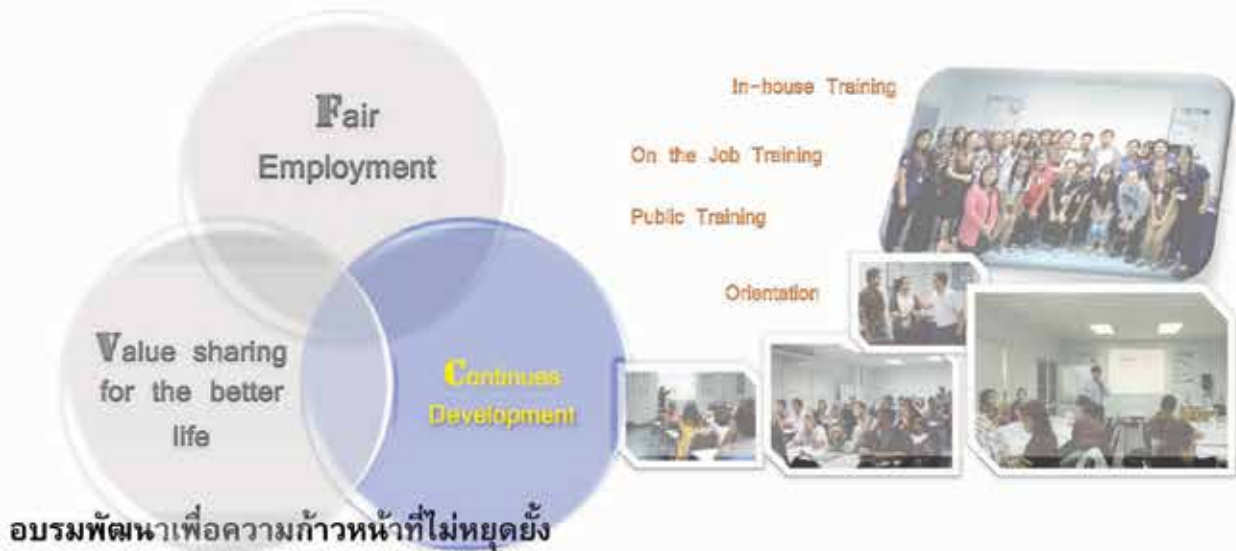 Fair
Employment
Value sharing
for the better
life
Continues
Development
In-house Training
On the Job Training
Public Training
Orientation
อบรมพัฒนาเพื่อความก้าวหน้าที่ไม่หยุดยั้ง